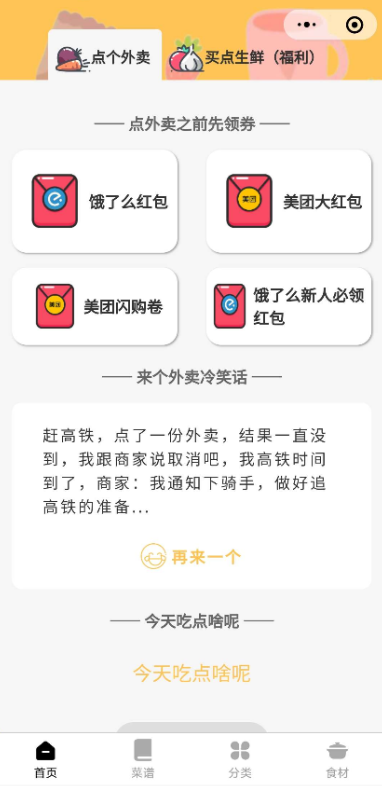 点个外卖
买点生鲜（福利）
点外卖之前先领券
饿了么红包
美团
美团大红包
美团
美团闪购卷
饿了么新人必领
红包
来个外卖冷笑话
赶高铁，点了一份外卖，结果一直没
到，我跟商家说取消吧，我高铁时间
到了，商家：我通知下骑手，做好追
高铁的准备...
再来一个
今天吃点啥呢
今天吃点啥呢
首页
菜谱
分类
食材